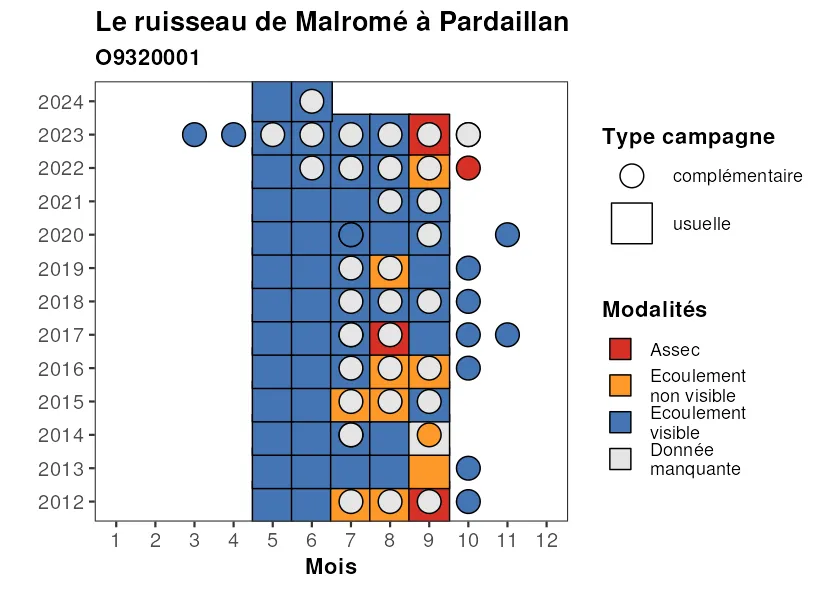 Le ruisseau de Malromé à Pardaillan
O9320001
2024
2023
2022
2021
2020
2019
2018
2017
2016
2015
2014
2013
2012
1 2 3 4 5 6 7 8 9 10 11 12
Mois
Type campagne
complémentaire
usuelle
Modalités
Assec
Ecoulement
non visible
Ecoulement
visible
Donnée
manquante